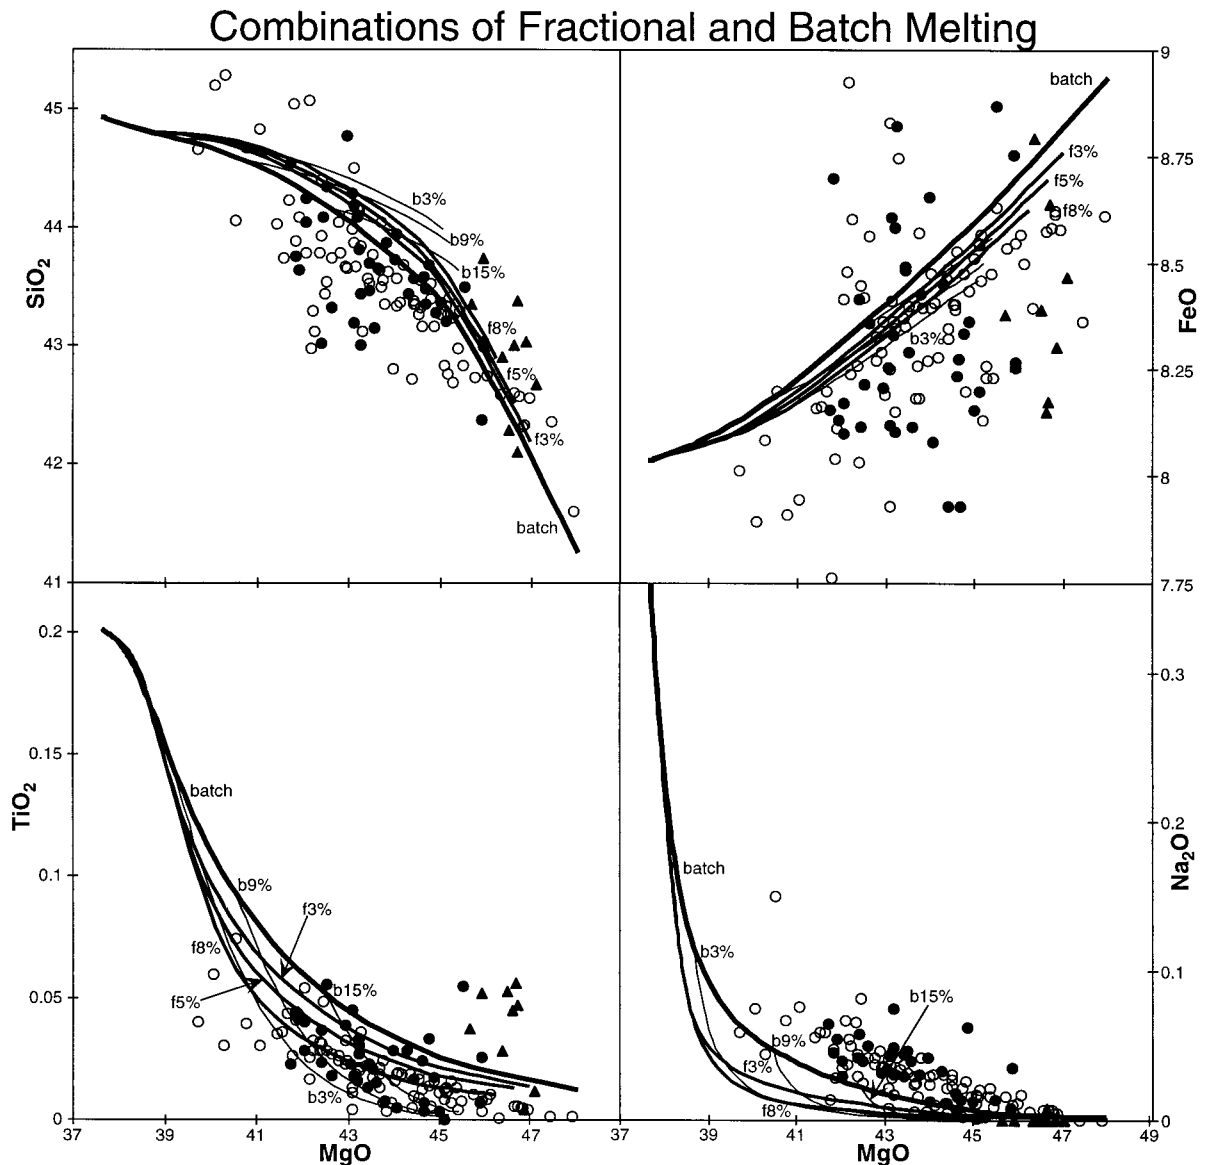 Combinations of Fractional and Batch Melting
45
44
43
42
41
SiO2
b3%
b9%
b15%
f8%
f5%
f3%
batch
9
8.75
8.5
8.25
8
7.75
FeO
batch
f3%
f5%
f8%
b3%
0.2
0.15
0.1
0.05
0
TiO2
batch
b9%
f3%
f8%
f5%
b15%
b3%
0.3
0.2
0.1
0
Na2O
batch
b3%
b15%
b9%
f3%
f8%
37 39 41 43 45 47 37 39 41 43 45 47 49
MgO MgO